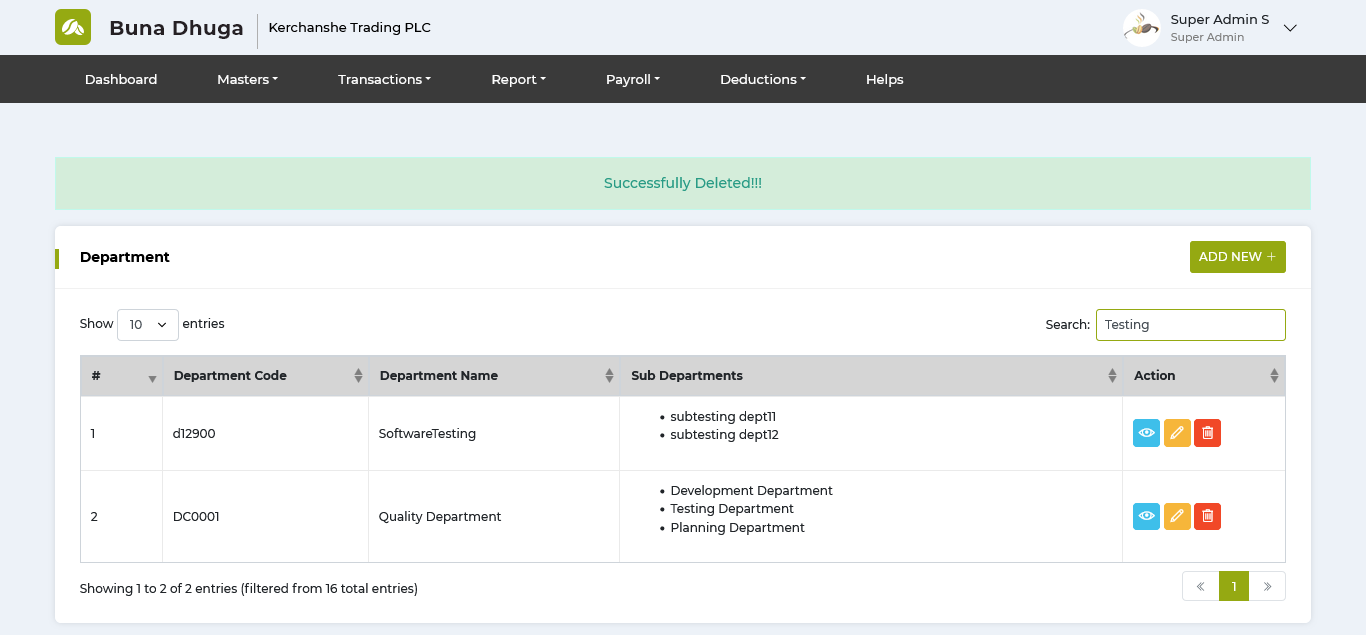 Buna Dhuga
Kerchanshe Trading PLC
Super Admin S
Super Admin
Dashboard Masters Transactions Report Payroll Deductions Helps
Successfully Deleted!!!
Department
ADD NEW +
Show 10 entries
Search: Testing
# Department Code Department Name Sub Departments Action
1 d12900 SoftwareTesting
• subtesting dept11
• subtesting dept12
2 DC0001 Quality Department
• Development Department
• Testing Department
• Planning Department
Showing 1 to 2 of 2 entries (filtered from 16 total entries)
« 1 »